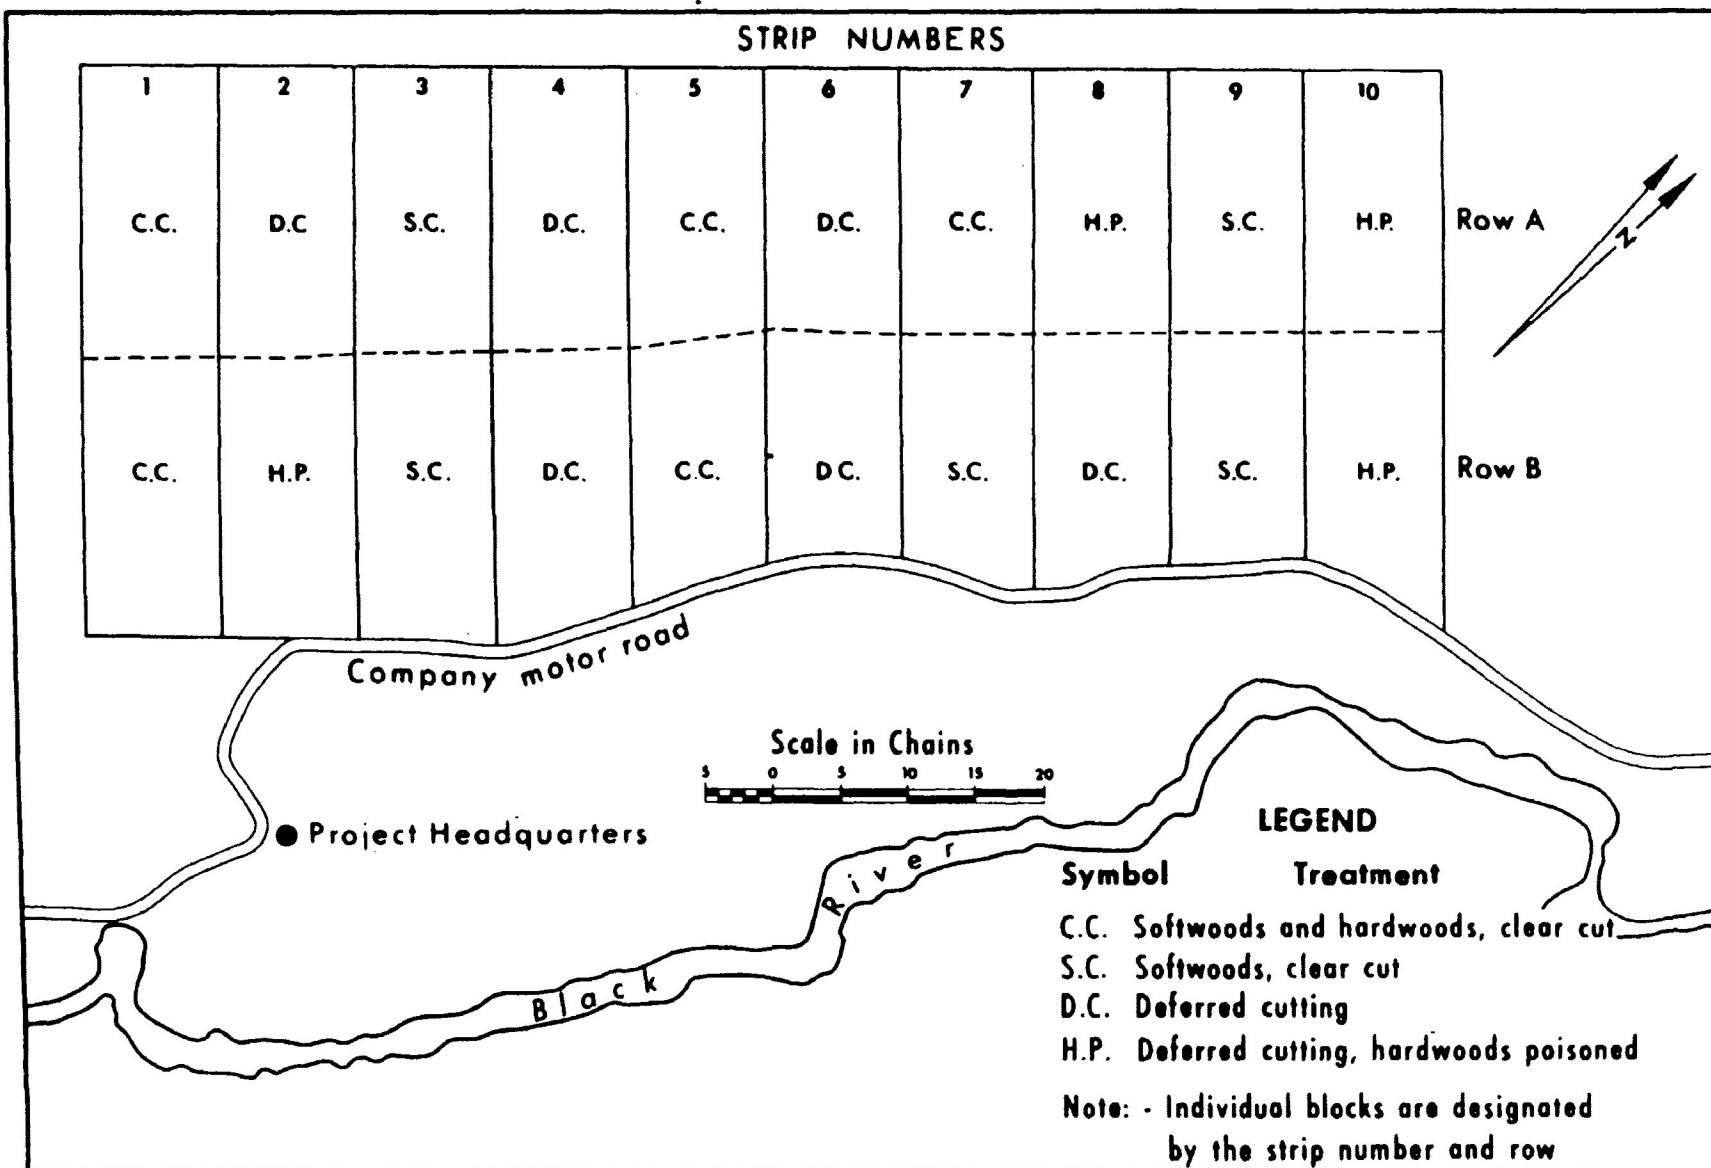 STRIP NUMBERS
1 2 3 4 5 6 7 8 9 10
C.C. D.C S.C. D.C. C.C. D.C. C.C. H.P. S.C. H.P. Row A
N
C.C. H.P. S.C. D.C. C.C. D C. S.C. D.C. S.C. H.P. Row B
Company motor road
Scale in Chains
5 0 5 10 15 20
Project Headquarters
Black River
LEGEND
Symbol Treatment
C.C. Softwoods and hardwoods, clear cut
S.C. Softwoods, clear cut
D.C. Deferred cutting
H.P. Deferred cutting, hardwoods poisoned
Note: - Individual blocks are designated
by the strip number and row